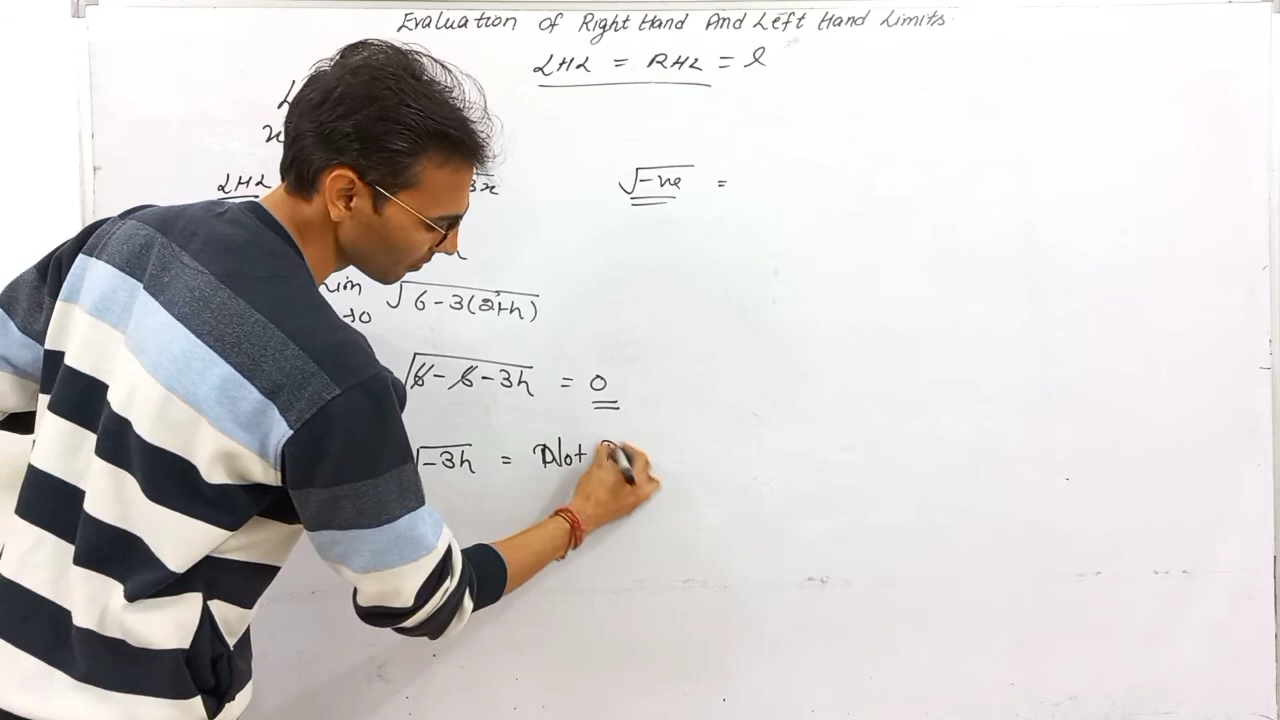 Evaluation of Right Hand And Left Hand Limits
LHL = RHL = l
LHL
3x
√-ve =
√6-3(2+h)
→0
√6-6-3h = 0
√-3h = Not